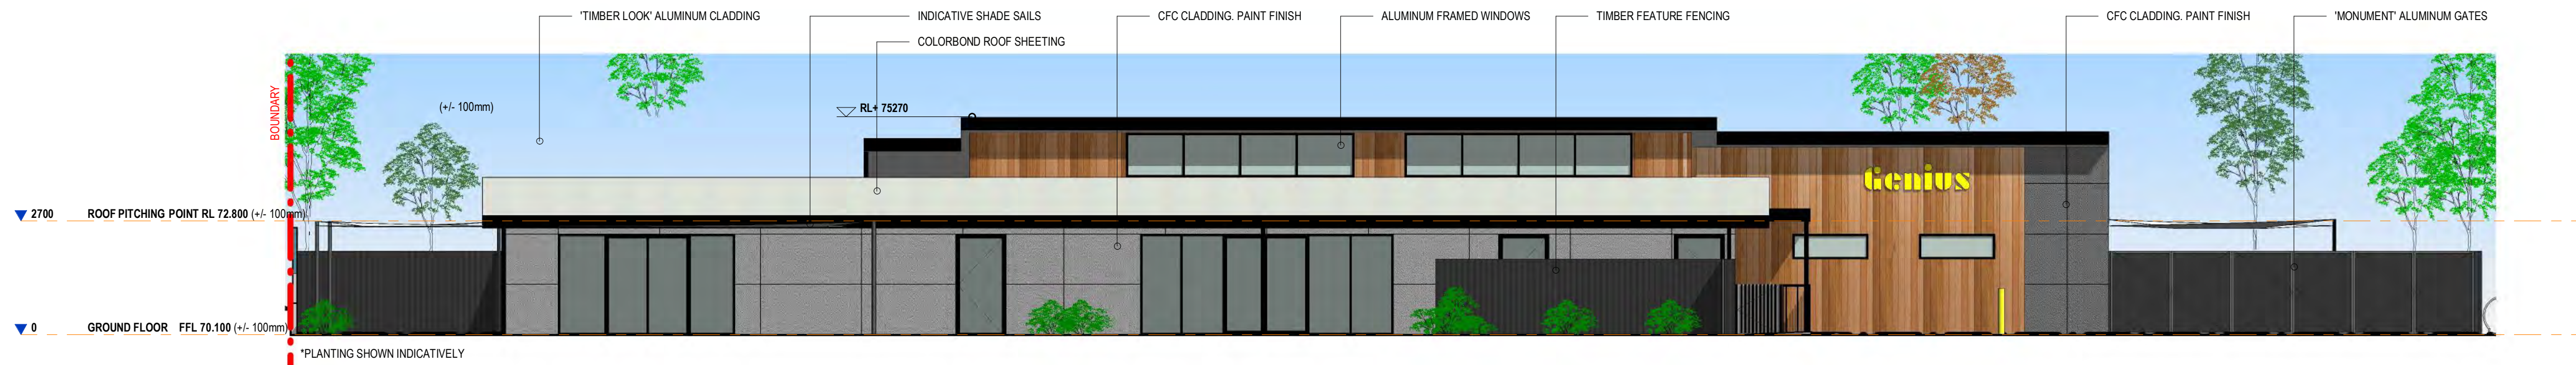 'TIMBER LOOK' ALUMINUM CLADDING
INDICATIVE SHADE SAILS
CFC CLADDING. PAINT FINISH
ALUMINUM FRAMED WINDOWS
TIMBER FEATURE FENCING
CFC CLADDING. PAINT FINISH
'MONUMENT' ALUMINUM GATES
COLORBOND ROOF SHEETING
BOUNDARY
(+/- 100mm)
RL+ 75270
Genius
2700 ROOF PITCHING POINT RL 72.800 (+/- 100mm)
0 GROUND FLOOR FFL 70.100 (+/- 100mm)
*PLANTING SHOWN INDICATIVELY